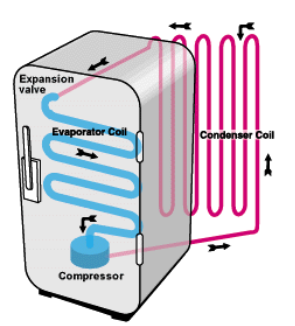 Expansion
valve
Evaporator Coil
Condenser Coil
Compressor